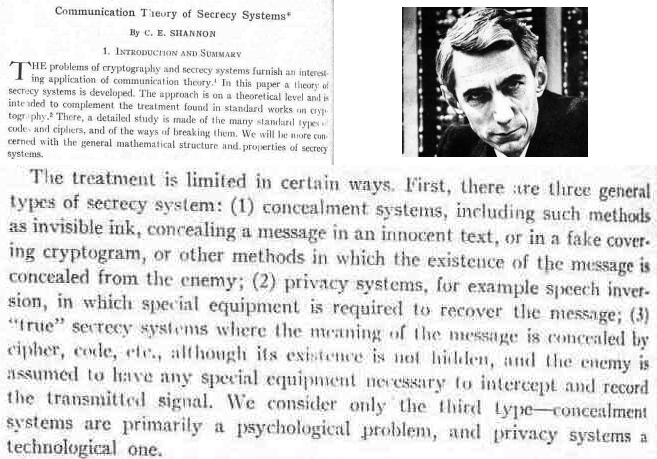 Communication Theory of Secrecy Systems*
By C. E. SHANNON
1. INTRODUCTION AND SUMMARY
THE problems of cryptography and secrecy systems furnish an interest-
ing application of communication theory.¹ In this paper a theory of
secrecy systems is developed. The approach is on a theoretical level and is
intended to complement the treatment found in standard works on cryp-
tography.² There, a detailed study is made of the many standard types of
codes and ciphers, and of the ways of breaking them. We will be more con-
cerned with the general mathematical structure and properties of secrecy
systems.
The treatment is limited in certain ways. First, there are three general
types of secrecy system: (1) concealment systems, including such methods
as invisible ink, concealing a message in an innocent text, or in a fake cover-
ing cryptogram, or other methods in which the existence of the message is
concealed from the enemy; (2) privacy systems, for example speech inver-
sion, in which special equipment is required to recover the message; (3)
“true” secrecy systems where the meaning of the message is concealed by
cipher, code, etc., although its existence is not hidden, and the enemy is
assumed to have any special equipment necessary to intercept and record
the transmitted signal. We consider only the third type—concealment
systems are primarily a psychological problem, and privacy systems a
technological one.